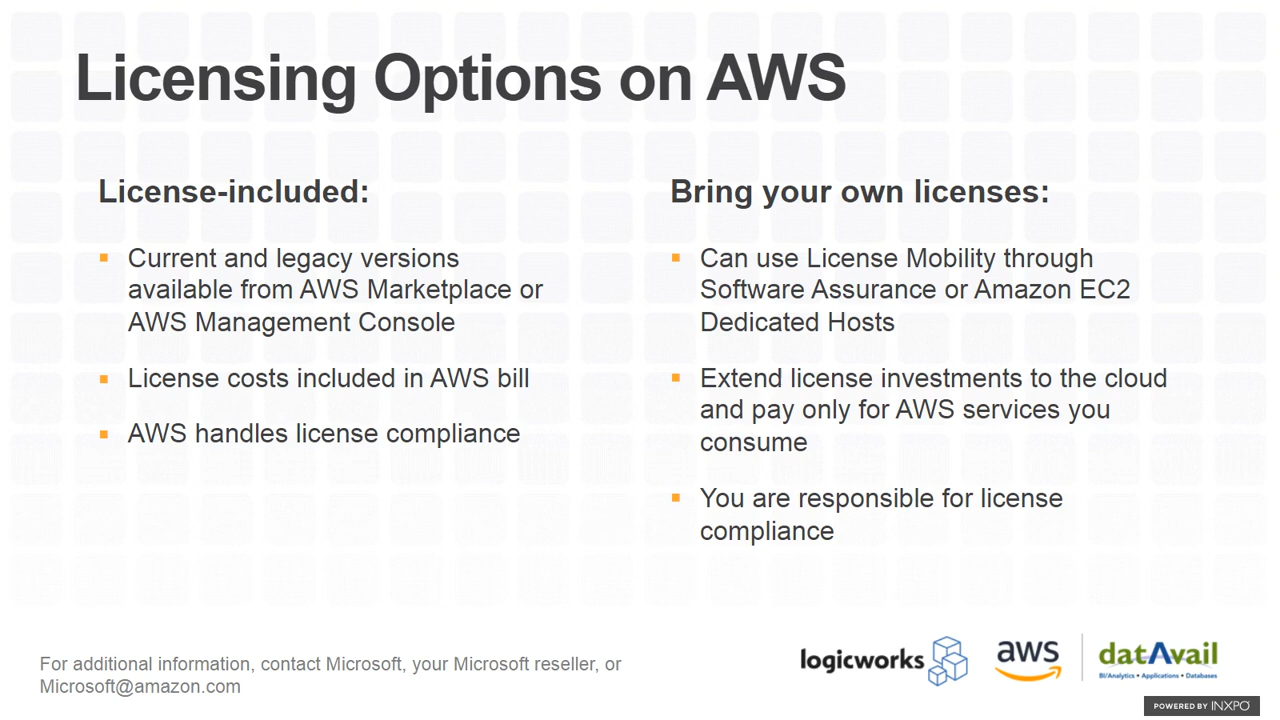 Licensing Options on AWS
License-included:
▪ Current and legacy versions
available from AWS Marketplace or
AWS Management Console
▪ License costs included in AWS bill
▪ AWS handles license compliance
Bring your own licenses:
▪ Can use License Mobility through
Software Assurance or Amazon EC2
Dedicated Hosts
▪ Extend license investments to the cloud
and pay only for AWS services you
consume
▪ You are responsible for license
compliance
For additional information, contact Microsoft, your Microsoft reseller, or
Microsoft@amazon.com
logicworks
aws
datAvail
BI/Analytics • Applications • Databases
POWERED BY INXPO